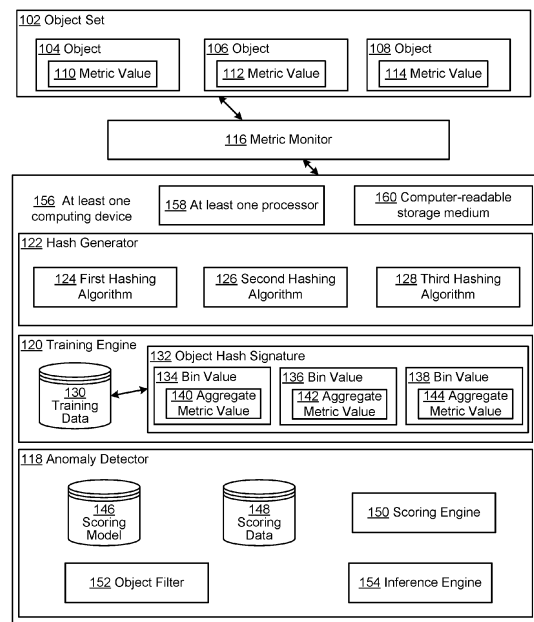 102 Object Set
104 Object
106 Object
108 Object
110 Metric Value
112 Metric Value
114 Metric Value
116 Metric Monitor
156 At least one
computing device
158 At least one processor
160 Computer-readable
storage medium
122 Hash Generator
124 First Hashing
Algorithm
126 Second Hashing
Algorithm
128 Third Hashing
Algorithm
120 Training Engine
130
Training
Data
132 Object Hash Signature
134 Bin Value
140 Aggregate
Metric Value
136 Bin Value
142 Aggregate
Metric Value
138 Bin Value
144 Aggregate
Metric Value
118 Anomaly Detector
146
Scoring
Model
148
Scoring
Data
150 Scoring Engine
152 Object Filter
154 Inference Engine